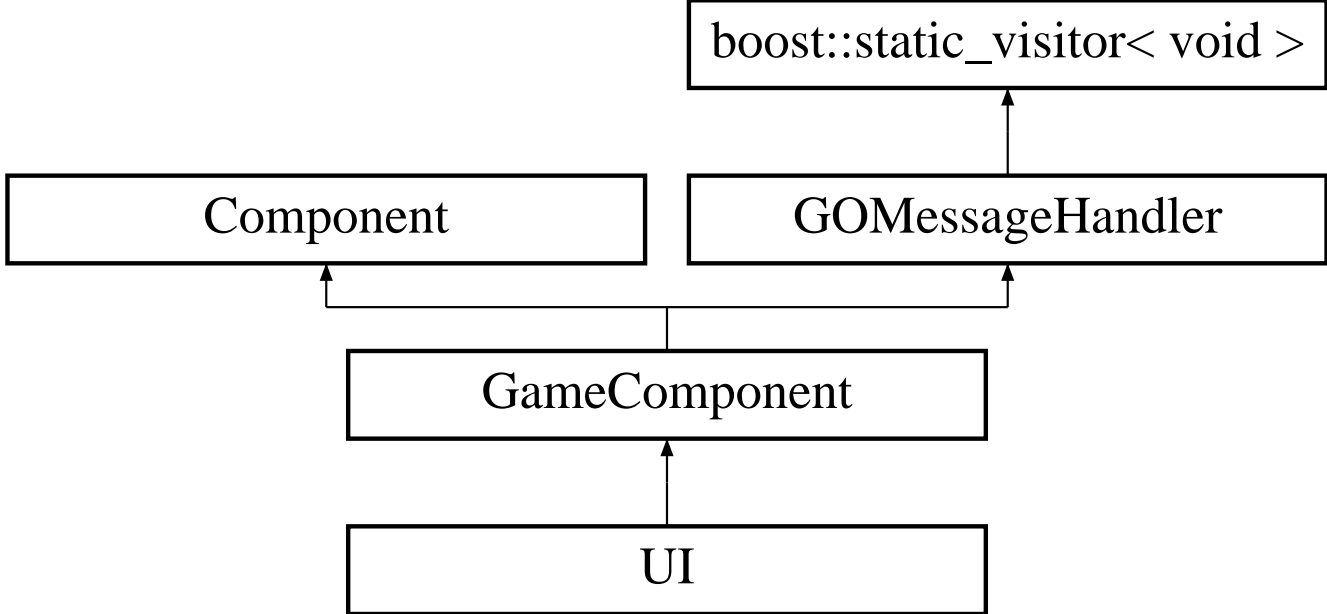 boost::static_visitor< void >
Component
GOMessageHandler
GameComponent
UI